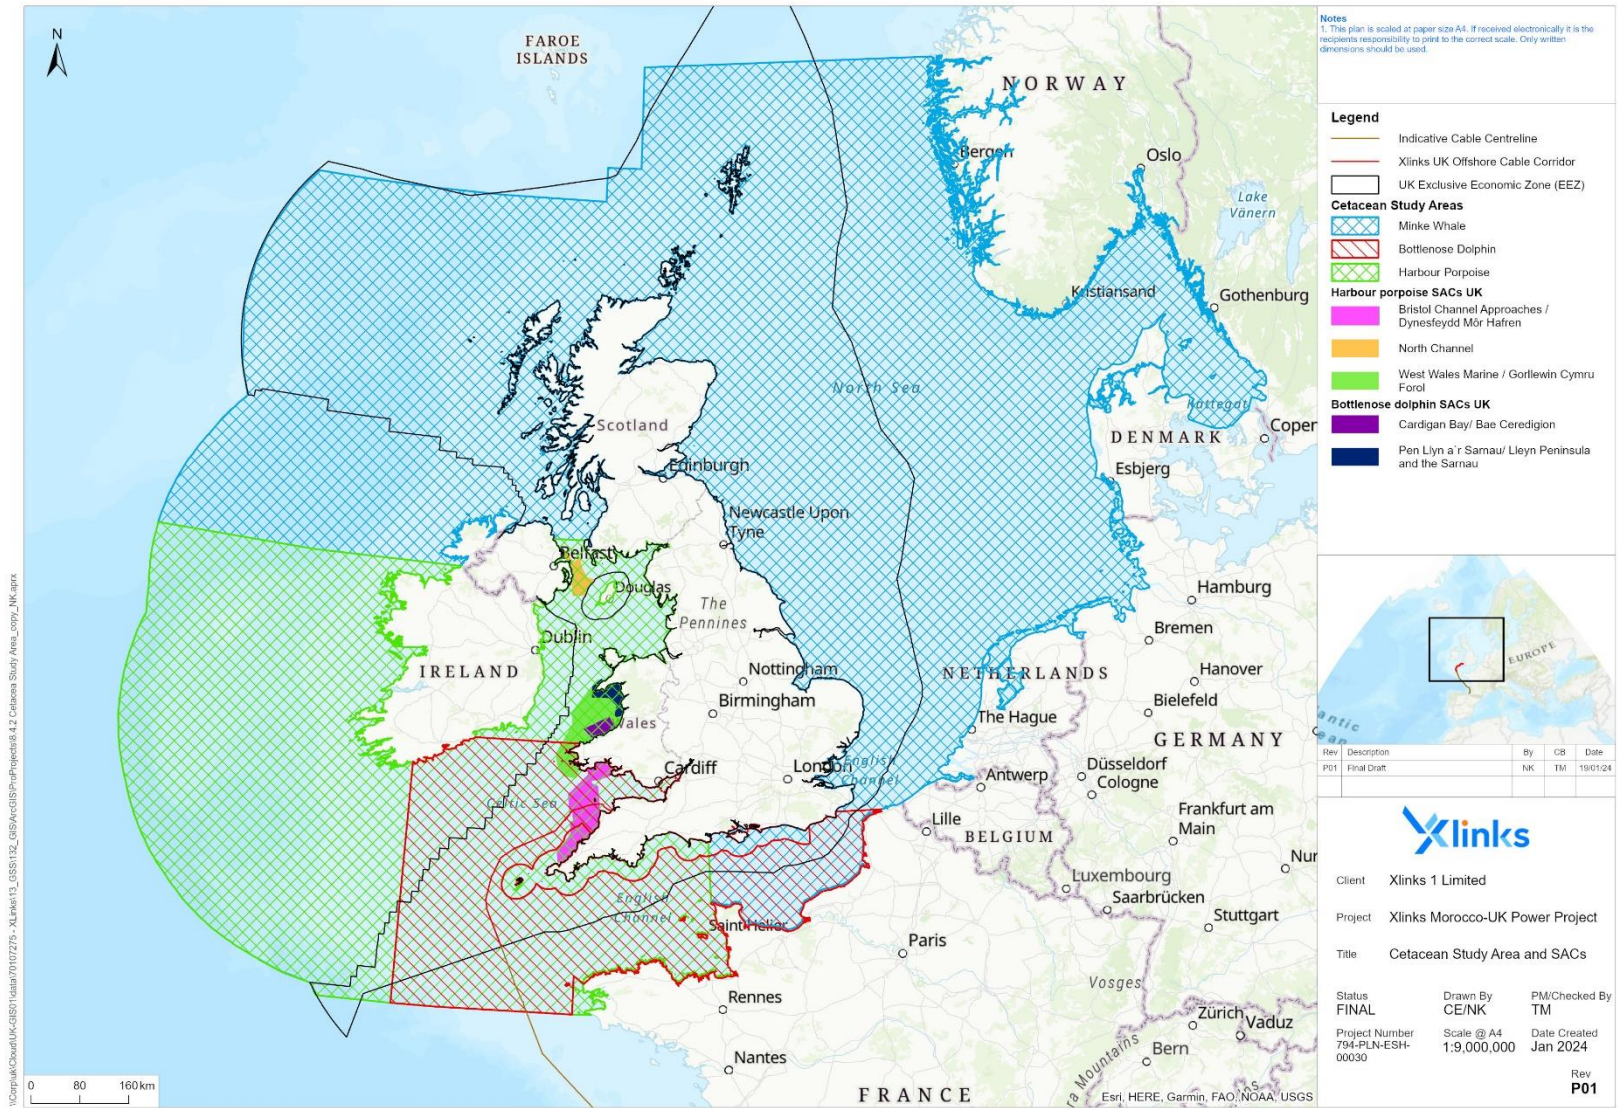 N
FAROE
ISLANDS
NORWAY
Bergen
Oslo
Lake
Vänern
Kristiansand
Gothenburg
North Sea
Kattegat
Scotland
DENMARK
Coper
Edinburgh
Esbjerg
Newcastle Upon
Tyne
Belfast
Douglas
Hamburg
The
Pennines
Bremen
Dublin
IRELAND
Nottingham
NETHERLANDS
Hanover
Birmingham
Bielefeld
Wales
The Hague
GERMANY
Cardiff
London
English
Channel
Antwerp
Düsseldorf
Cologne
Celtic Sea
Lille
BELGIUM
Frankfurt am
Main
Nur
Luxembourg
Saarbrücken
English
Channel
Saint Helier
Stuttgart
Paris
Vosges
Rennes
Zürich
Vaduz
Bern
Nantes
ra Mountains
FRANCE
Esri, HERE, Garmin, FAO, NOAA, USGS
0 80 160 km
Notes
1. This plan is scaled at paper size A4. If received electronically it is the
recipients responsibility to print to the correct scale. Only written
dimensions should be used.
Legend
Indicative Cable Centreline
Xlinks UK Offshore Cable Corridor
UK Exclusive Economic Zone (EEZ)
Cetacean Study Areas
Minke Whale
Bottlenose Dolphin
Harbour Porpoise
Harbour porpoise SACs UK
Bristol Channel Approaches /
Dynesfeydd Môr Hafren
North Channel
West Wales Marine / Gorllewin Cymru
Forol
Bottlenose dolphin SACs UK
Cardigan Bay/ Bae Ceredigion
Pen Llyn a`r Sarnau/ Lleyn Peninsula
and the Sarnau
EUROPE
antic
ean
Rev Description By CB Date
P01 Final Draft NK TM 19/01/24
Xlinks
Client Xlinks 1 Limited
Project Xlinks Morocco-UK Power Project
Title Cetacean Study Area and SACs
Status Drawn By PM/Checked By
FINAL CE/NK TM
Project Number Scale @ A4 Date Created
794-PLN-ESH-
00030 1:9,000,000 Jan 2024
Rev
P01